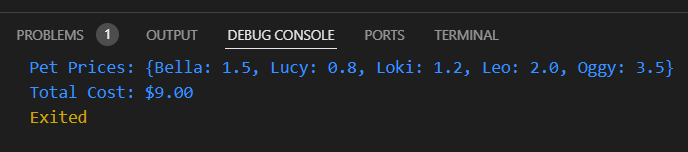 PROBLEMS 1 OUTPUT DEBUG CONSOLE PORTS TERMINAL
Pet Prices: {Bella: 1.5, Lucy: 0.8, Loki: 1.2, Leo: 2.0, Oggy: 3.5}
Total Cost: $9.00
Exited